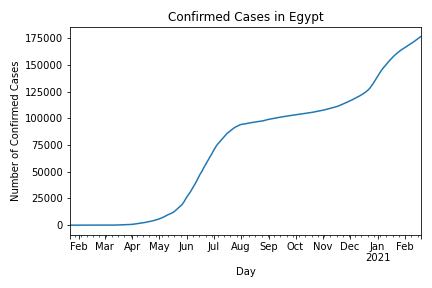 Confirmed Cases in Egypt
175000
150000
125000
100000
75000
50000
25000
0
Number of Confirmed Cases
Feb Mar Apr May Jun Jul Aug Sep Oct Nov Dec Jan Feb
2021
Day